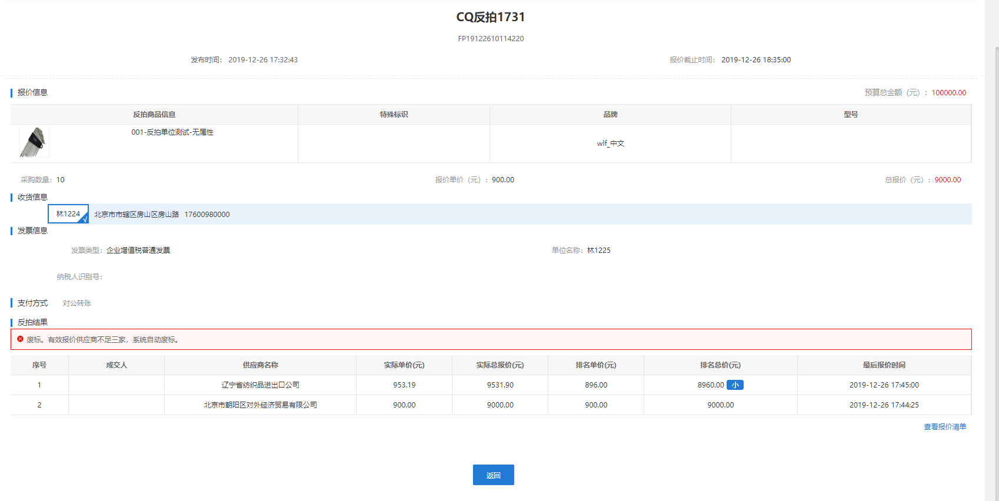 CQ反拍1731
FP19122610114220
发布时间： 2019-12-26 17:32:43 报价截止时间： 2019-12-26 18:35:00
报价信息 预算总金额（元）：100000.00
反拍商品信息 特殊标识 品牌 型号
001-反拍单位测试-无属性
wlf_中文
采购数量：10 报价单价（元）：900.00 总报价（元）：9000.00
收货信息
林1224 √ 北京市市辖区房山区房山路 17600980000
发票信息
发票类型：企业增值税普通发票 单位名称：林1225
纳税人识别号：
支付方式 对公转账
反拍结果
废标。有效报价供应商不足三家，系统自动废标。
序号 成交人 供应商名称 实际单价(元) 实际总报价(元) 排名单价(元) 排名总价(元) 最后报价时间
1 辽宁省纺织品进出口公司 953.19 9531.90 896.00 8960.00 小 2019-12-26 17:45:00
2 北京市朝阳区对外经济贸易有限公司 900.00 9000.00 900.00 9000.00 2019-12-26 17:44:25
查看报价清单
返回